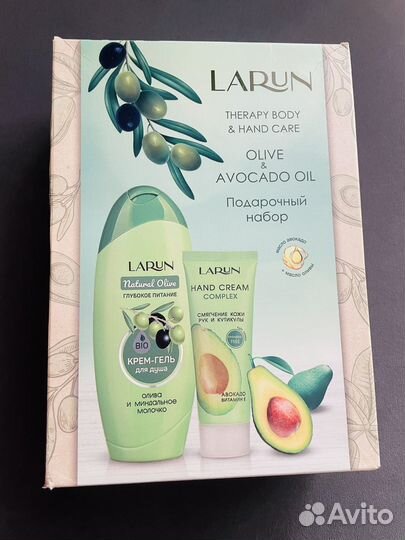 LARUN
THERAPY BODY
& HAND CARE
OLIVE
&
AVOCADO OIL
Подарочный
набор
масло авокадо
+ масло оливы
LARUN
Natural Olive
ГЛУБОКОЕ ПИТАНИЕ
BIO
КРЕМ-ГЕЛЬ
для душа
олива
и миндальное
молочко
LARUN
HAND CREAM
COMPLEX
СМЯГЧЕНИЕ КОЖИ
РУК И КУТИКУЛЫ
FREE
АВОКАДО
ВИТАМИН Е
Avito